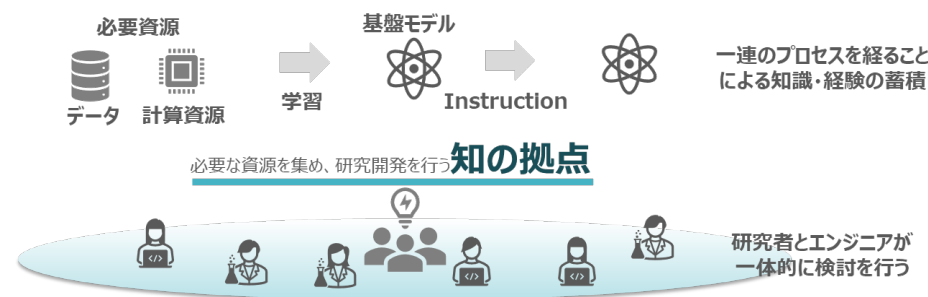 必要資源
データ
計算資源
学習
基盤モデル
Instruction
一連のプロセスを経ること
による知識・経験の蓄積
必要な資源を集め、研究開発を行う知の拠点
研究者とエンジニアが
一体的に検討を行う